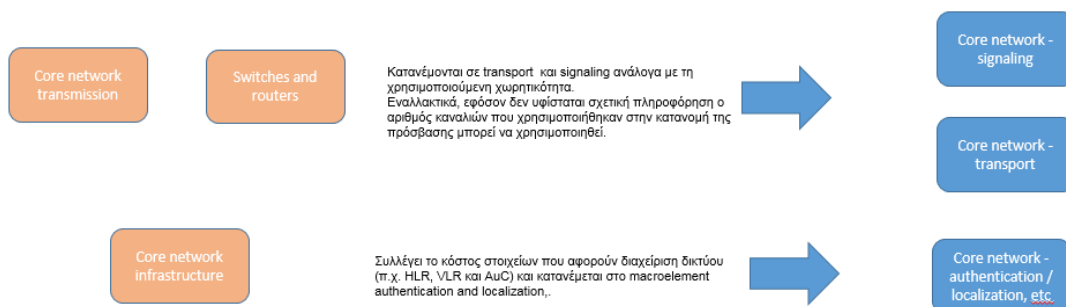 Core network -
signaling
Core network
transmission
Switches and
routers
Κατανέμονται σε transport και signaling ανάλογα με τη
χρησιμοποιούμενη χωρητικότητα.
Εναλλακτικά, εφόσον δεν υφίσταται σχετική πληροφόρηση ο
αριθμός καναλιών που χρησιμοποιήθηκαν στην κατανομή της
πρόσβασης μπορεί να χρησιμοποιηθεί.
Core network -
transport
Core network
infrastructure
Συλλέγει το κόστος στοιχείων που αφορούν διαχείριση δικτύου
(π.χ. HLR, VLR και AuC) και κατανέμεται στο macroelement
authentication and localization,.
Core network -
authentication /
localization, etc